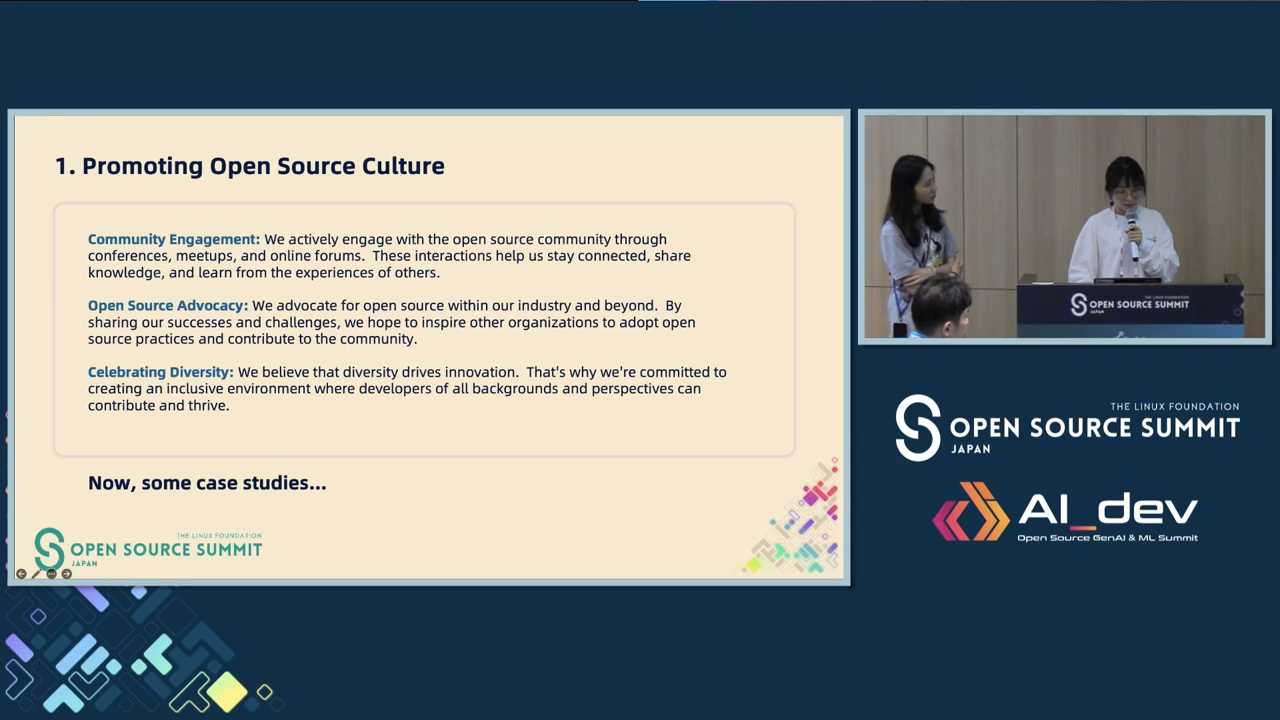 1. Promoting Open Source Culture
Community Engagement: We actively engage with the open source community through
conferences, meetups, and online forums.  These interactions help us stay connected, share
knowledge, and learn from the experiences of others.
Open Source Advocacy: We advocate for open source within our industry and beyond.  By
sharing our successes and challenges, we hope to inspire other organizations to adopt open
source practices and contribute to the community.
Celebrating Diversity: We believe that diversity drives innovation.  That's why we're committed to
creating an inclusive environment where developers of all backgrounds and perspectives can
contribute and thrive.
Now, some case studies...
THE LINUX FOUNDATION
OPEN SOURCE SUMMIT
JAPAN
THE LINUX FOUNDATION
OPEN SOURCE SUMMIT
JAPAN
THE LINUX FOUNDATION
OPEN SOURCE SUMMIT
JAPAN
AI_dev
Open Source GenAI & ML Summit